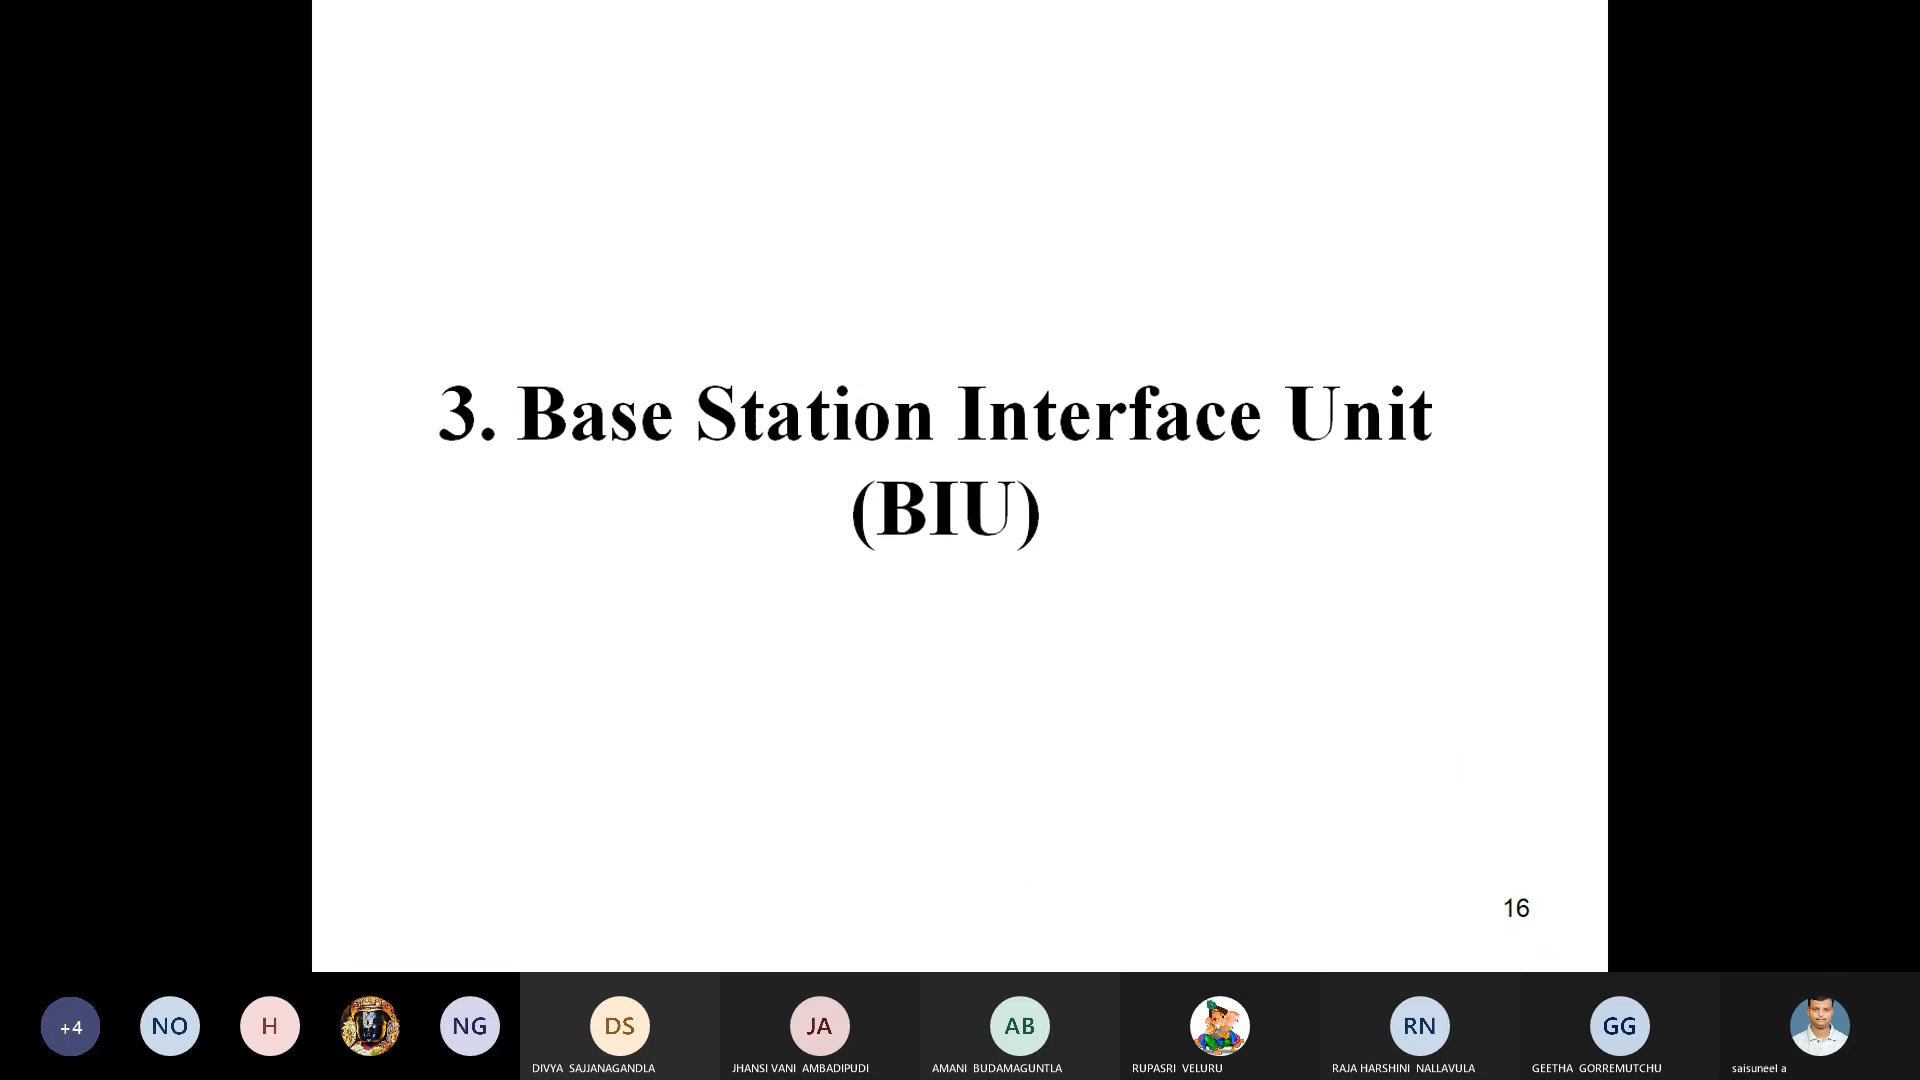 3. Base Station Interface Unit
(BIU)
16
+4
NO
H
NG
DS
JA
AB
RN
GG
DIVYA SAJJANAGANDLA
JHANSI VANI AMBADIPUDI
AMANI BUDAMAGUNTLA
RUPASRI VELURU
RAJA HARSHINI NALLAVULA
GEETHA GORREMUTCHU
saisuneel a